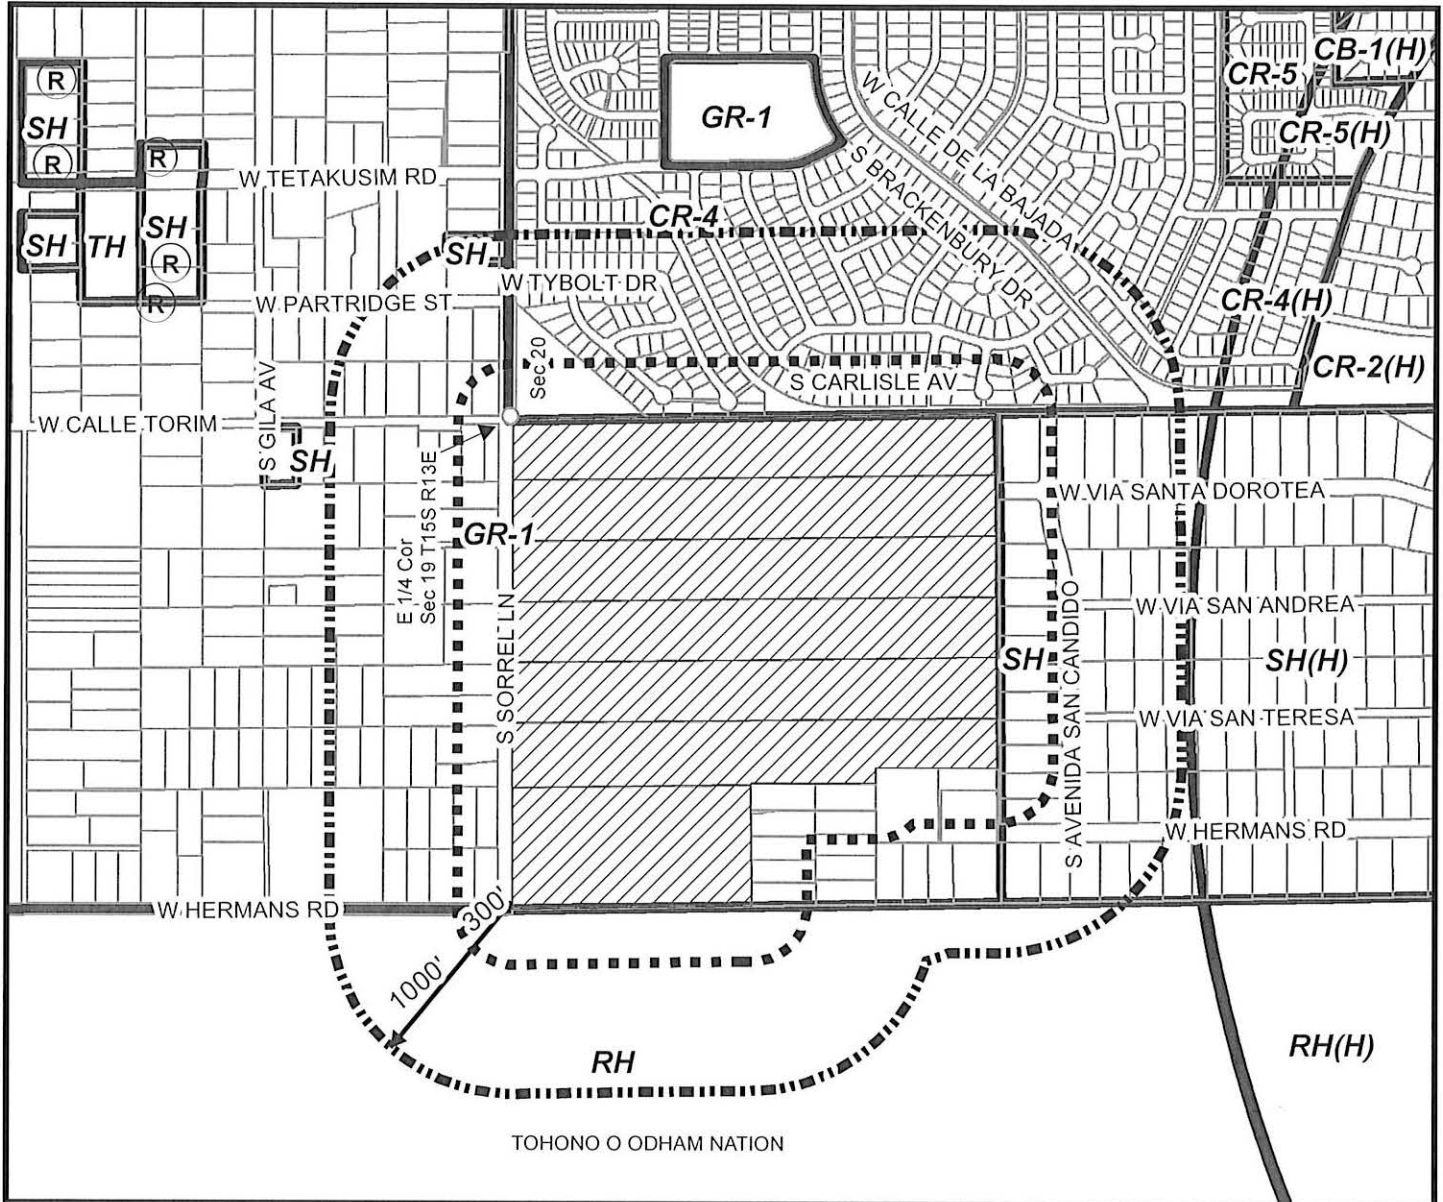 CB-1(H)
CR-5
R
GR-1
W CALLE DE LA BAJADA
SH
CR-5(H)
R
R
W TETAKUSIM RD
S BRACKENBURY DR
CR-4
SH
SH
TH
SH
R
W TYBOLT DR
R
W PARTRIDGE ST
CR-4(H)
Sec 20
CR-2(H)
S CARLISLE AV
S GILA AV
W CALLE TORIM
SH
E 1/4 Cor
Sec 19 T15S R13E
W VIA SANTA DOROTEA
GR-1
S SORREL LN
W VIA SAN ANDREA
SH
S AVENIDA SAN CANDIDO
SH(H)
W VIA SAN TERESA
W HERMANS RD
W HERMANS RD
300'
1000'
RH
RH(H)
TOHONO O ODHAM NATION